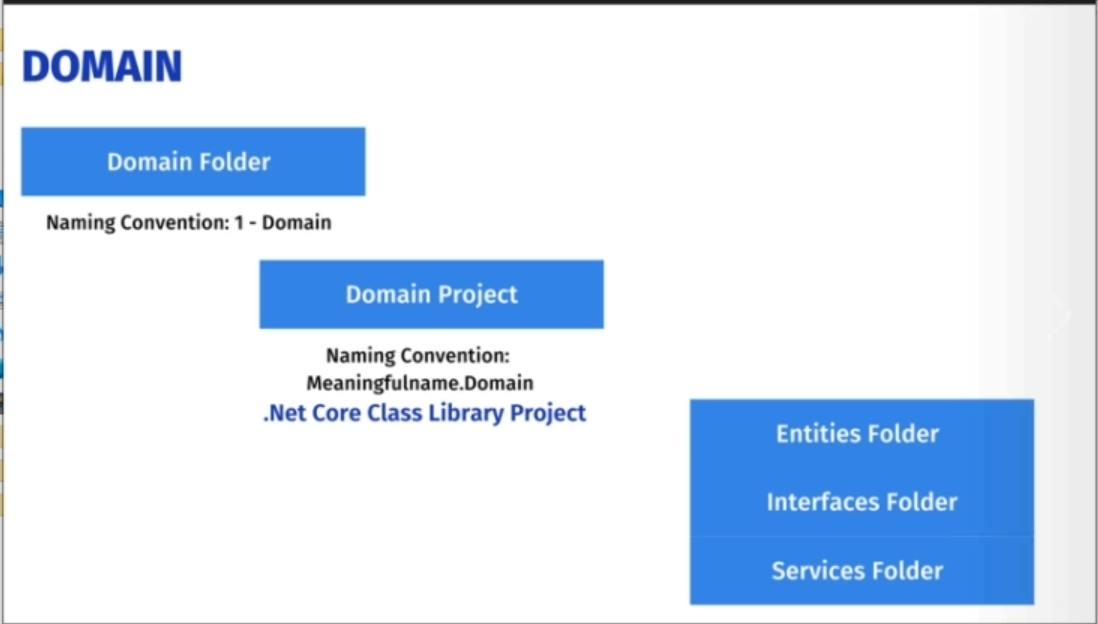 DOMAIN
Domain Folder
Naming Convention: 1 - Domain
Domain Project
Naming Convention:
Meaningfulname.Domain
.Net Core Class Library Project
Entities Folder
Interfaces Folder
Services Folder